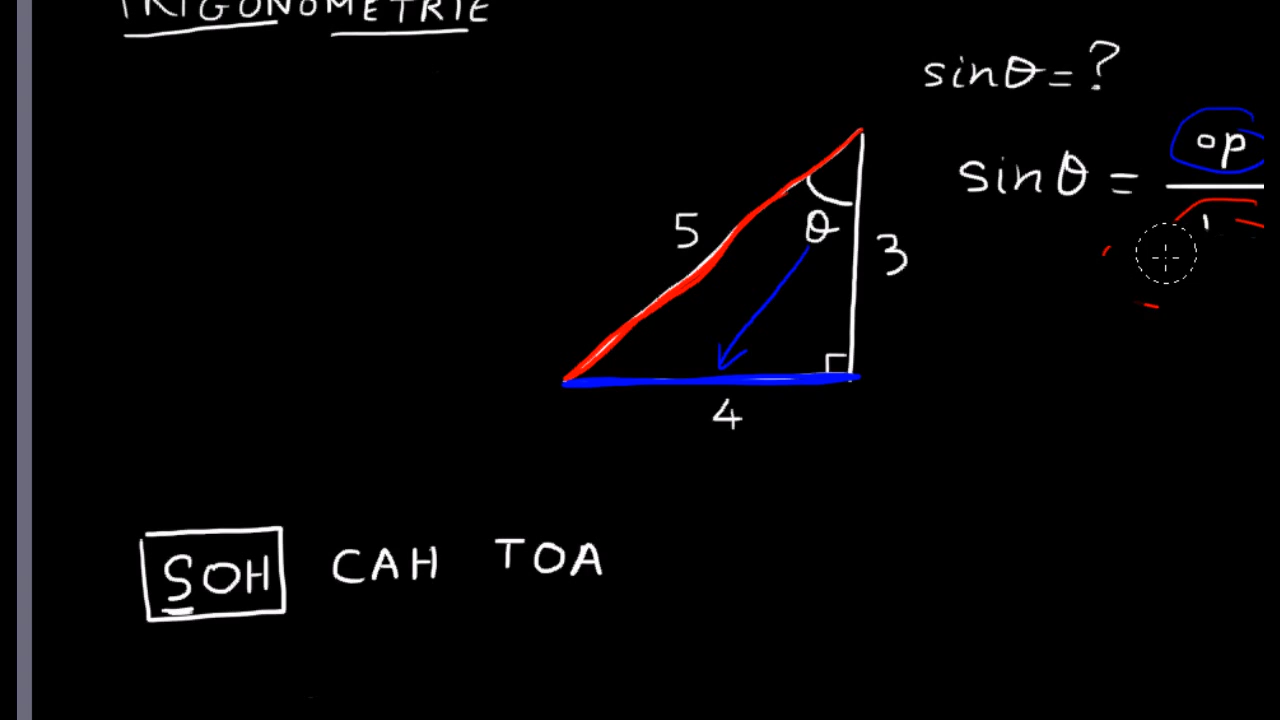 TRIGONOMETRIE
sinθ = ?
sinθ = op
5
θ
3
4
SOH CAH TOA